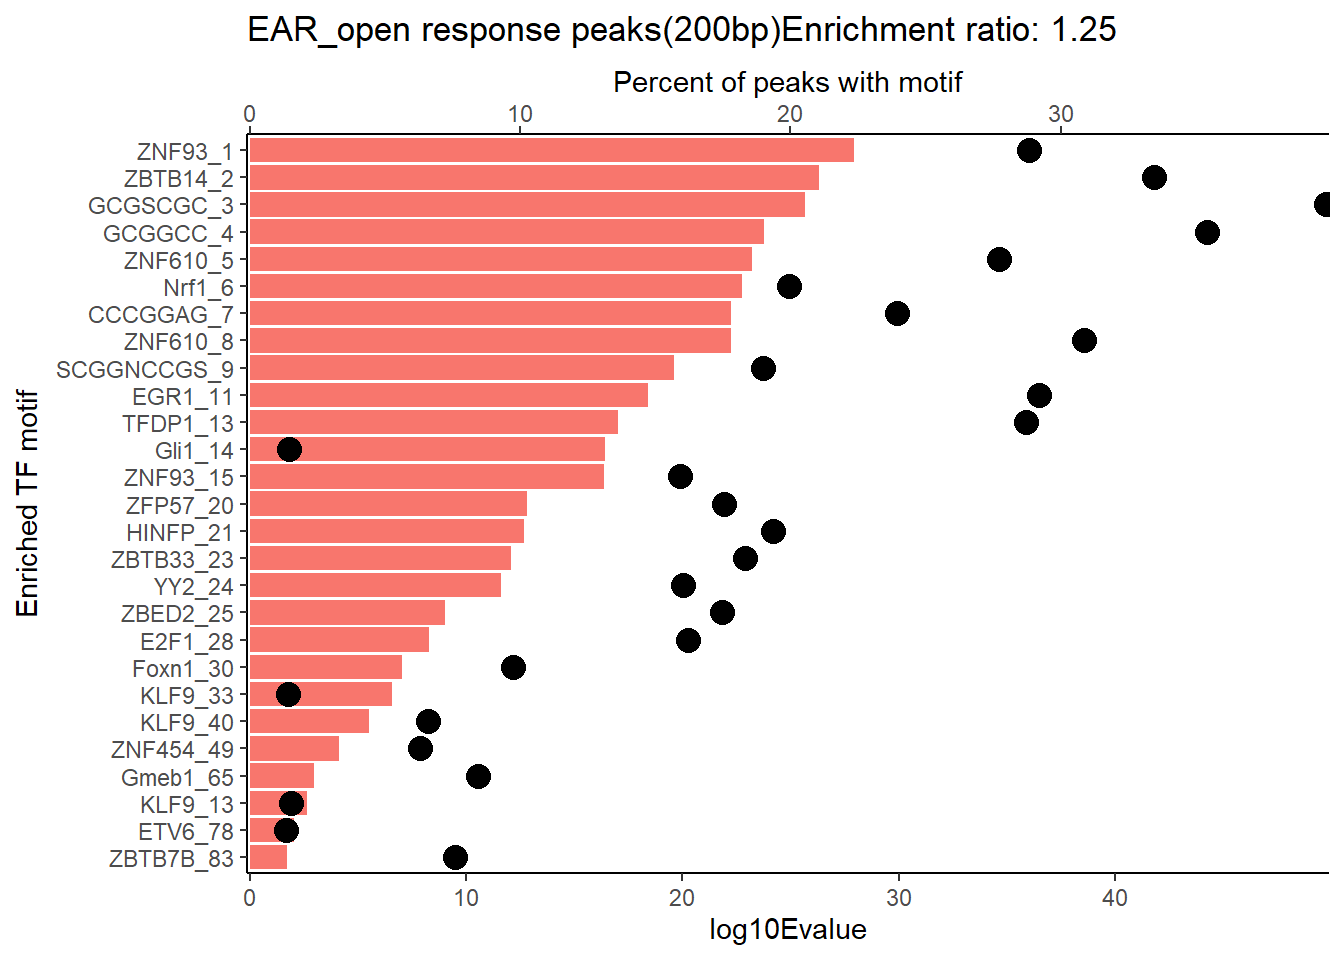 EAR_open response peaks(200bp)Enrichment ratio: 1.25
Percent of peaks with motif
0 10 20 30
ZNF93_1
ZBTB14_2
GCGSCGC_3
GCGGCC_4
ZNF610_5
Nrf1_6
CCCGGAG_7
ZNF610_8
SCGGNCCGS_9
EGR1_11
TFDP1_13
Gli1_14
ZNF93_15
ZFP57_20
HINFP_21
ZBTB33_23
YY2_24
ZBED2_25
E2F1_28
Foxn1_30
KLF9_33
KLF9_40
ZNF454_49
Gmeb1_65
KLF9_13
ETV6_78
ZBTB7B_83
Enriched TF motif
0 10 20 30 40
log10Evalue